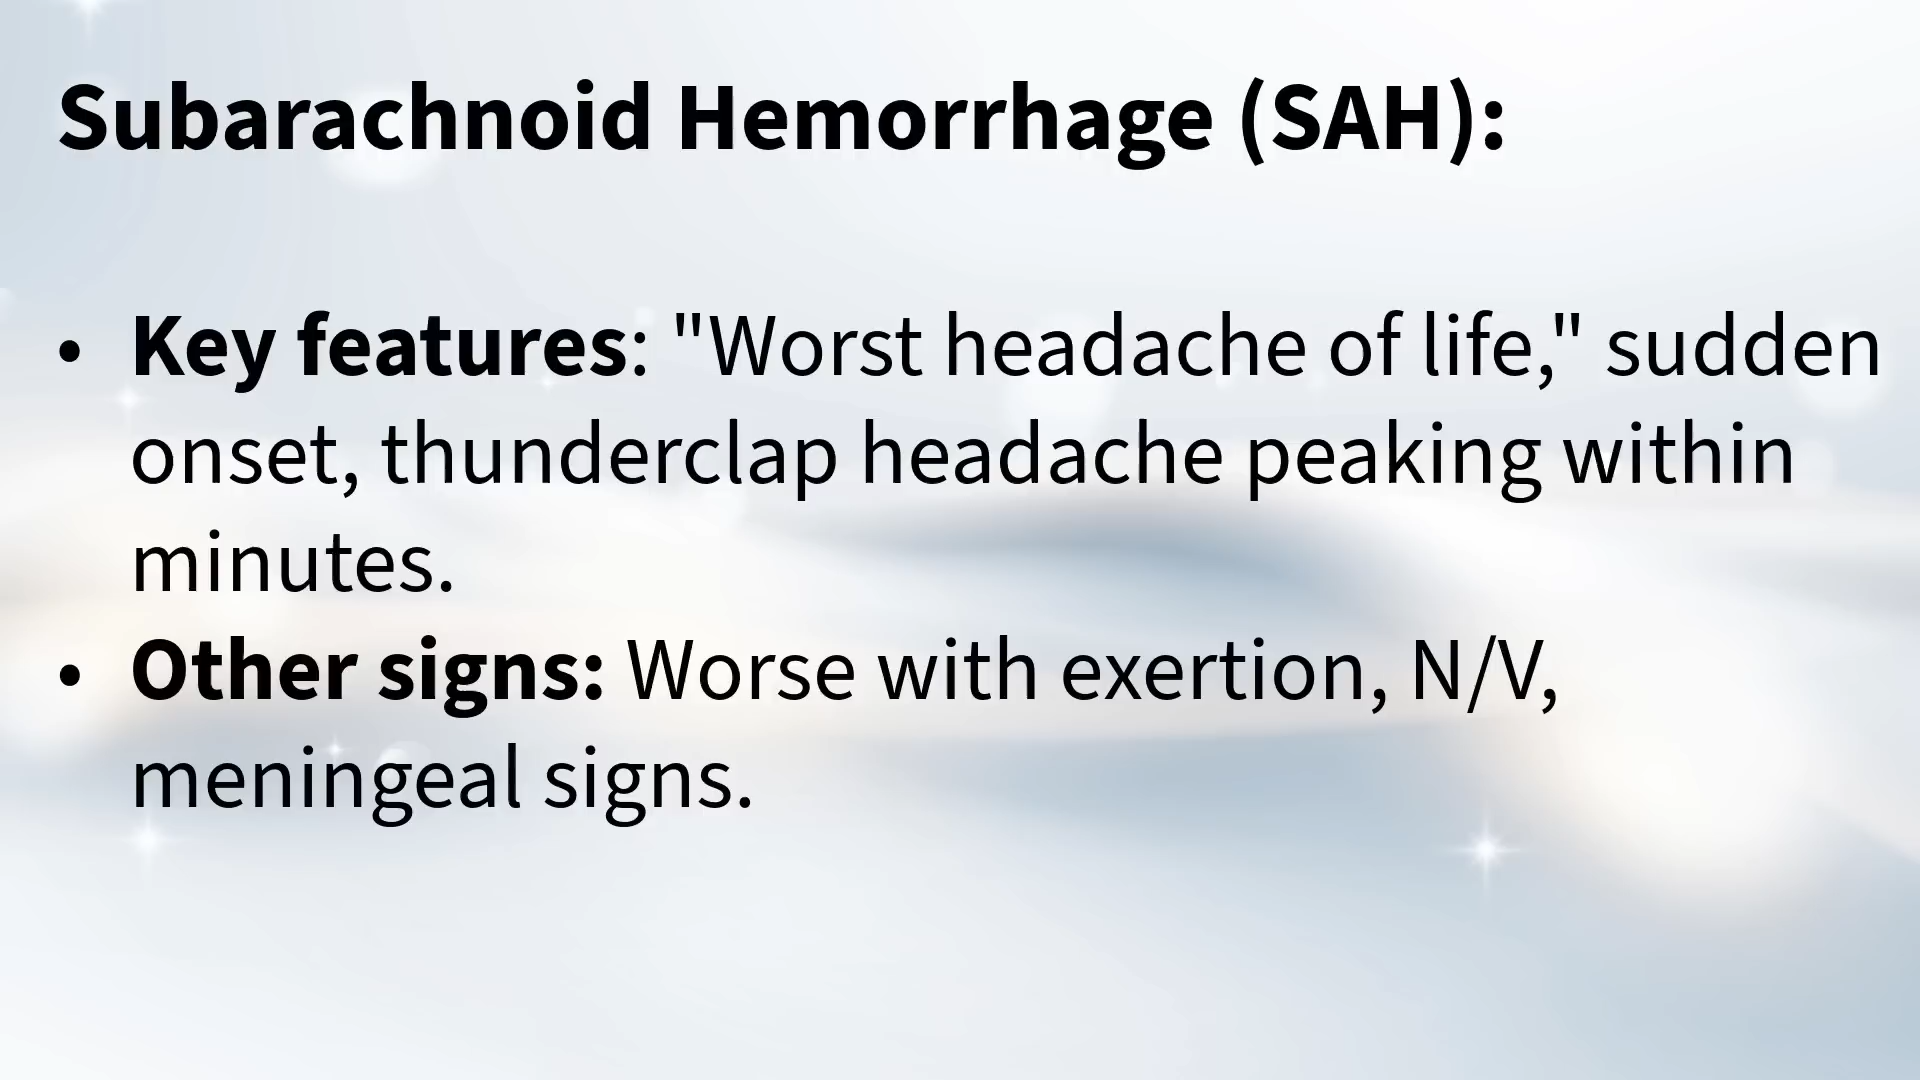 Subarachnoid Hemorrhage (SAH):
• Key features: "Worst headache of life," sudden
onset, thunderclap headache peaking within
minutes.
• Other signs: Worse with exertion, N/V,
meningeal signs.